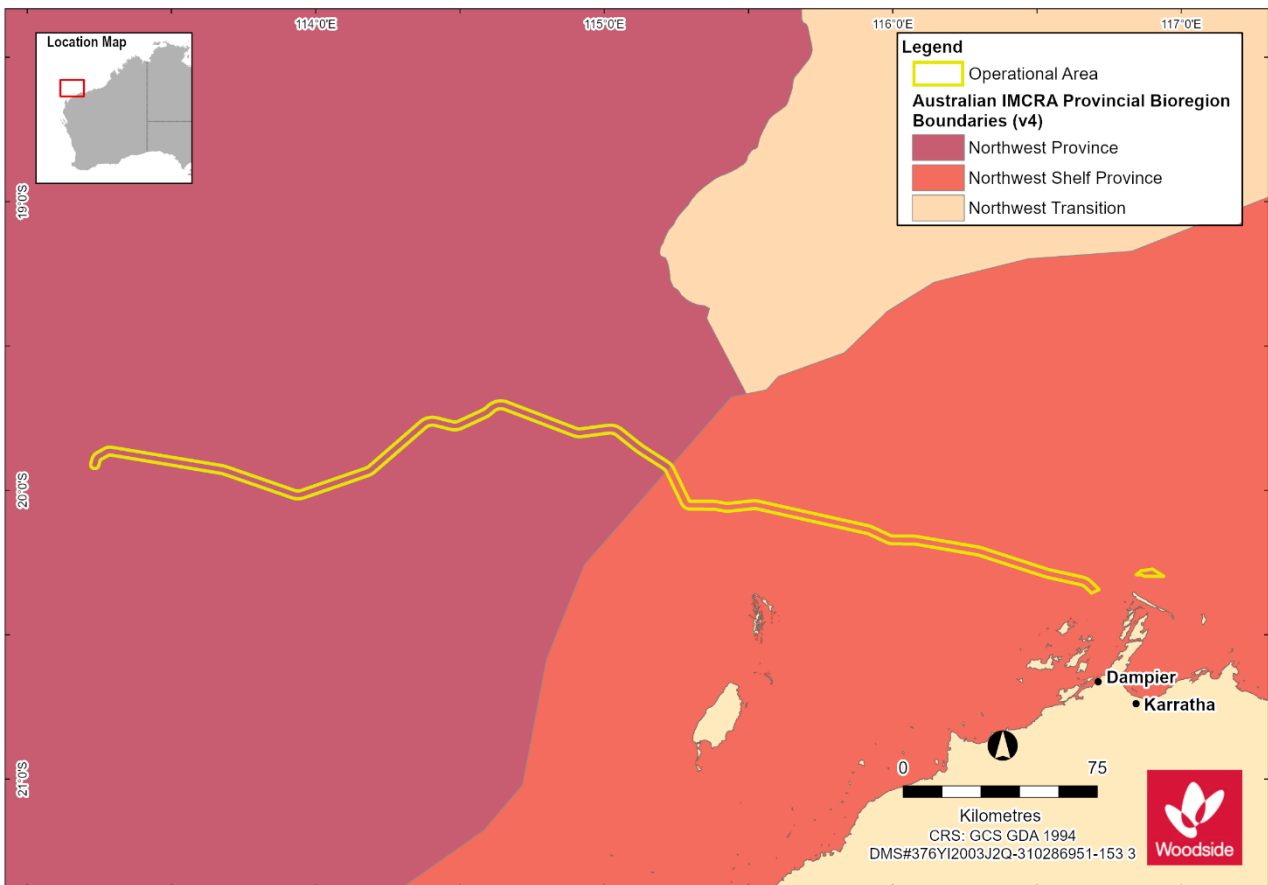 114°0'E
115°0'E
116°0'E
117°0'E
Location Map
Legend
Operational Area
Australian IMCRA Provincial Bioregion
Boundaries (v4)
Northwest Province
Northwest Shelf Province
Northwest Transition
19°0'S
20°0'S
21°0'S
Dampier
Karratha
0 75
Kilometres
CRS: GCS GDA 1994
DMS#376YI2003J2Q-310286951-153 3
Woodside